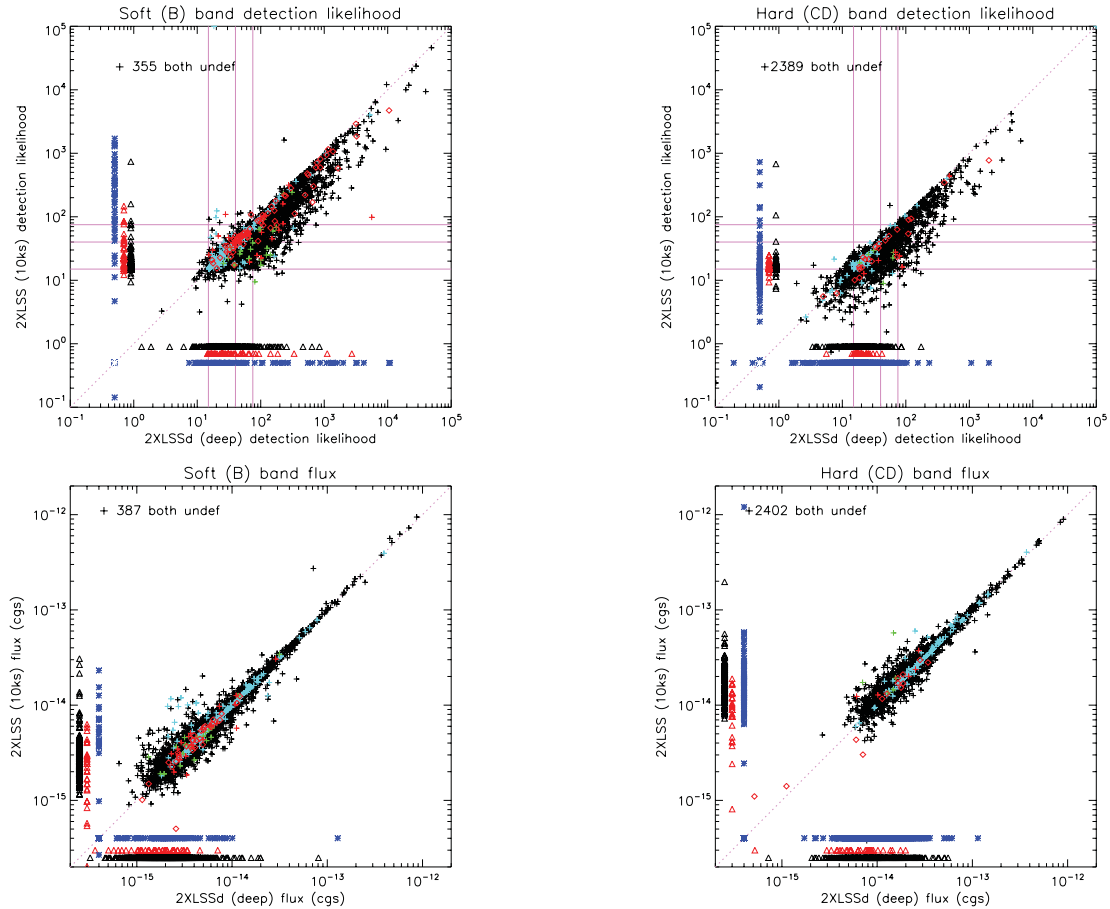 Soft (B) band detection likelihood
+ 355 both undef
10^5
10^4
10^3
10^2
10^1
10^0
10^-1
2XLSS (10ks) detection likelihood
10^-1 10^0 10^1 10^2 10^3 10^4 10^5
2XLSSd (deep) detection likelihood
Hard (CD) band detection likelihood
+2389 both undef
10^5
10^4
10^3
10^2
10^1
10^0
10^-1
2XLSS (10ks) detection likelihood
10^-1 10^0 10^1 10^2 10^3 10^4 10^5
2XLSSd (deep) detection likelihood
Soft (B) band flux
+ 387 both undef
10^-12
10^-13
10^-14
10^-15
2XLSS (10ks) flux (cgs)
10^-15 10^-14 10^-13 10^-12
2XLSSd (deep) flux (cgs)
Hard (CD) band flux
+2402 both undef
10^-12
10^-13
10^-14
10^-15
2XLSS (10ks) flux (cgs)
10^-15 10^-14 10^-13 10^-12
2XLSSd (deep) flux (cgs)